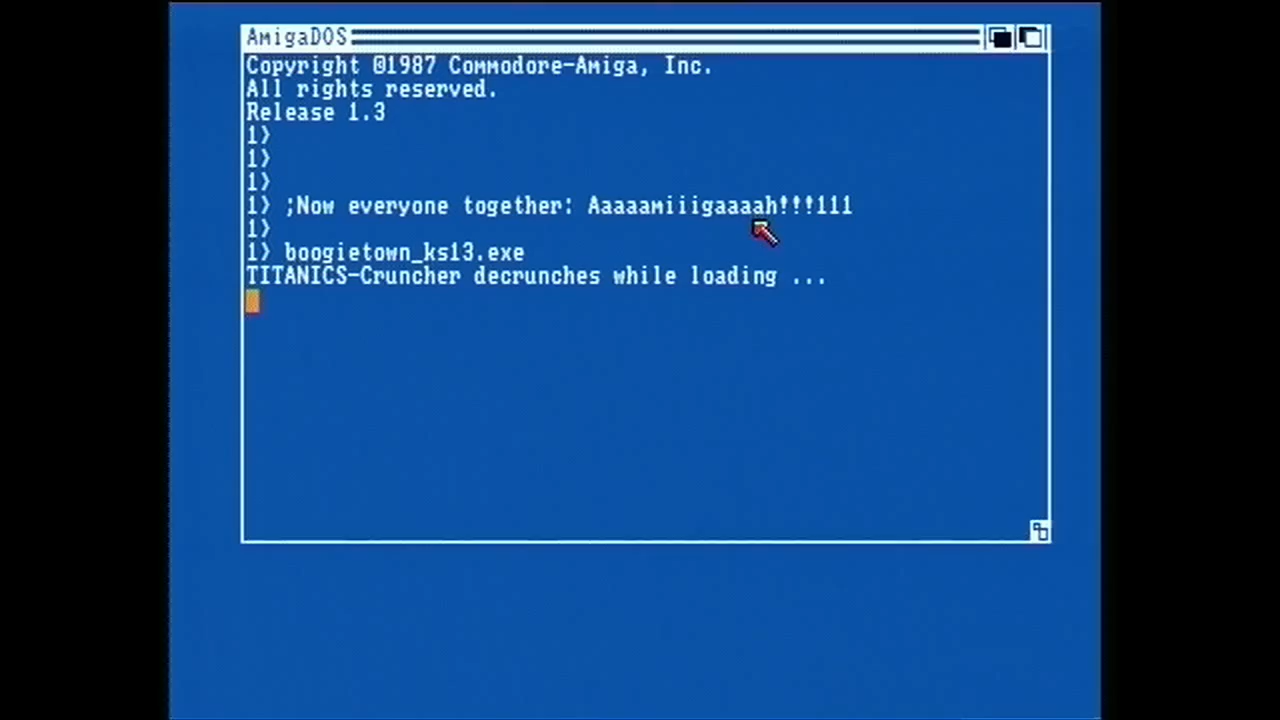 AmigaDOS
Copyright ©1987 Commodore-Amiga, Inc.
All rights reserved.
Release 1.3
1>
1>
1>
1> ;Now everyone together: Aaaaamiiigaaaah!!!111
1>
1> boogietown_ks13.exe
TITANICS-Cruncher decrunches while loading ...